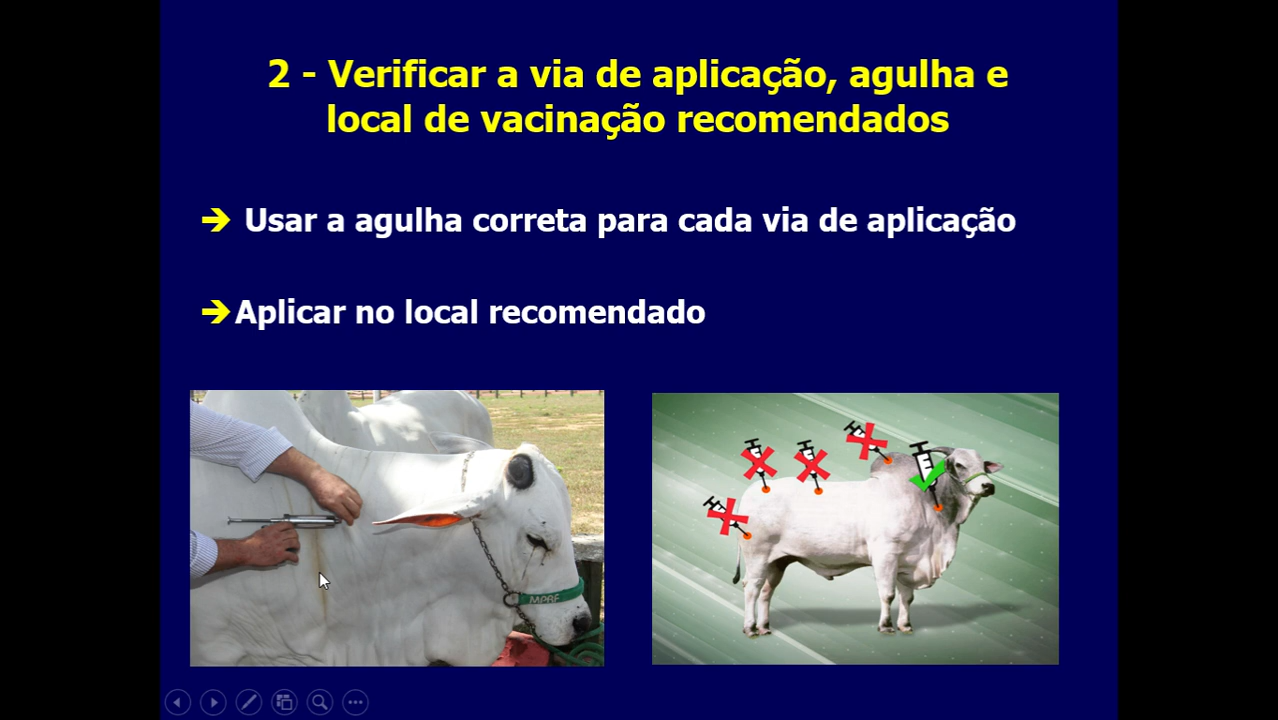 2 - Verificar a via de aplicação, agulha e
local de vacinação recomendados
➔ Usar a agulha correta para cada via de aplicação
➔ Aplicar no local recomendado
MPRF